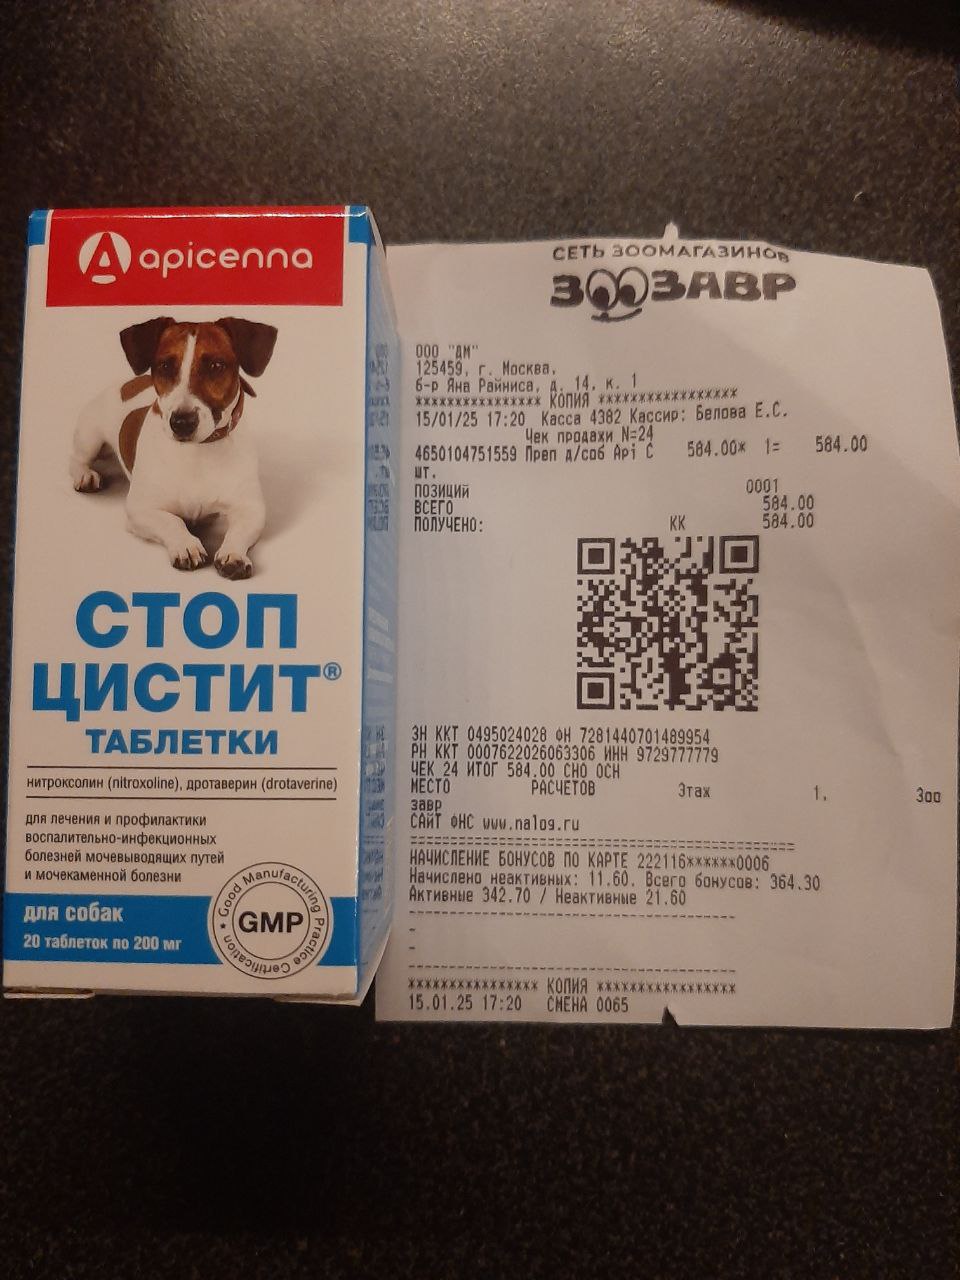 apicenna
СТОП
ЦИСТИТ®
ТАБЛЕТКИ
нитроксолин (nitroxoline), дротаверин (drotaverine)
для лечения и профилактики
воспалительно-инфекционных
болезней мочевыводящих путей
и мочекаменной болезни
для собак
20 таблеток по 200 мг
Good Manufacturing Practice Certification
GMP
СЕТЬ ЗООМАГАЗИНОВ
ЗООЗАВР
ООО "ДМ"
125459, г. Москва,
б-р Яна Райниса, д. 14, к. 1
**************** КОПИЯ *****************
15/01/25 17:20 Касса 4382 Кассир: Белова Е.С.
Чек продажи N=24
4650104751559 Преп д/соб Api С 584.00* 1= 584.00
шт.
ПОЗИЦИЙ 0001
ВСЕГО 584.00
ПОЛУЧЕНО: КК 584.00
ЗН ККТ 0495024028 ФН 7281440701489954
РН ККТ 0007622026063306 ИНН 9729777779
ЧЕК 24 ИТОГ 584.00 СНО ОСН
МЕСТО РАСЧЕТОВ Этаж 1, Зоо
завр
САЙТ ФНС www.nalog.ru
НАЧИСЛЕНИЕ БОНУСОВ ПО КАРТЕ 222116******0006
Начислено неактивных: 11.60. Всего бонусов: 364.30
Активные 342.70 / Неактивные 21.60
**************** КОПИЯ *****************
15.01.25 17:20 СМЕНА 0065